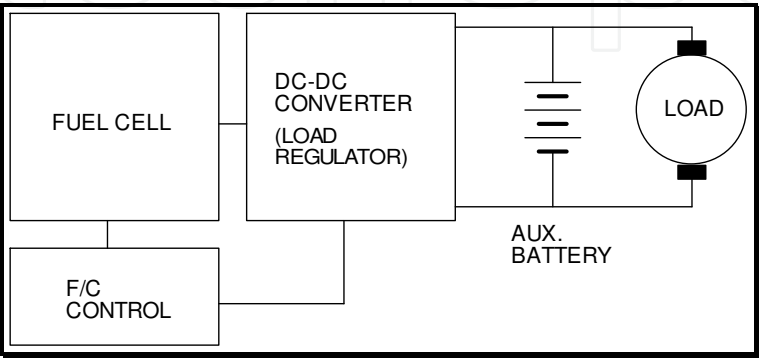 FUEL CELL
DC-DC
CONVERTER
(LOAD
REGULATOR)
LOAD
AUX.
BATTERY
F/C
CONTROL